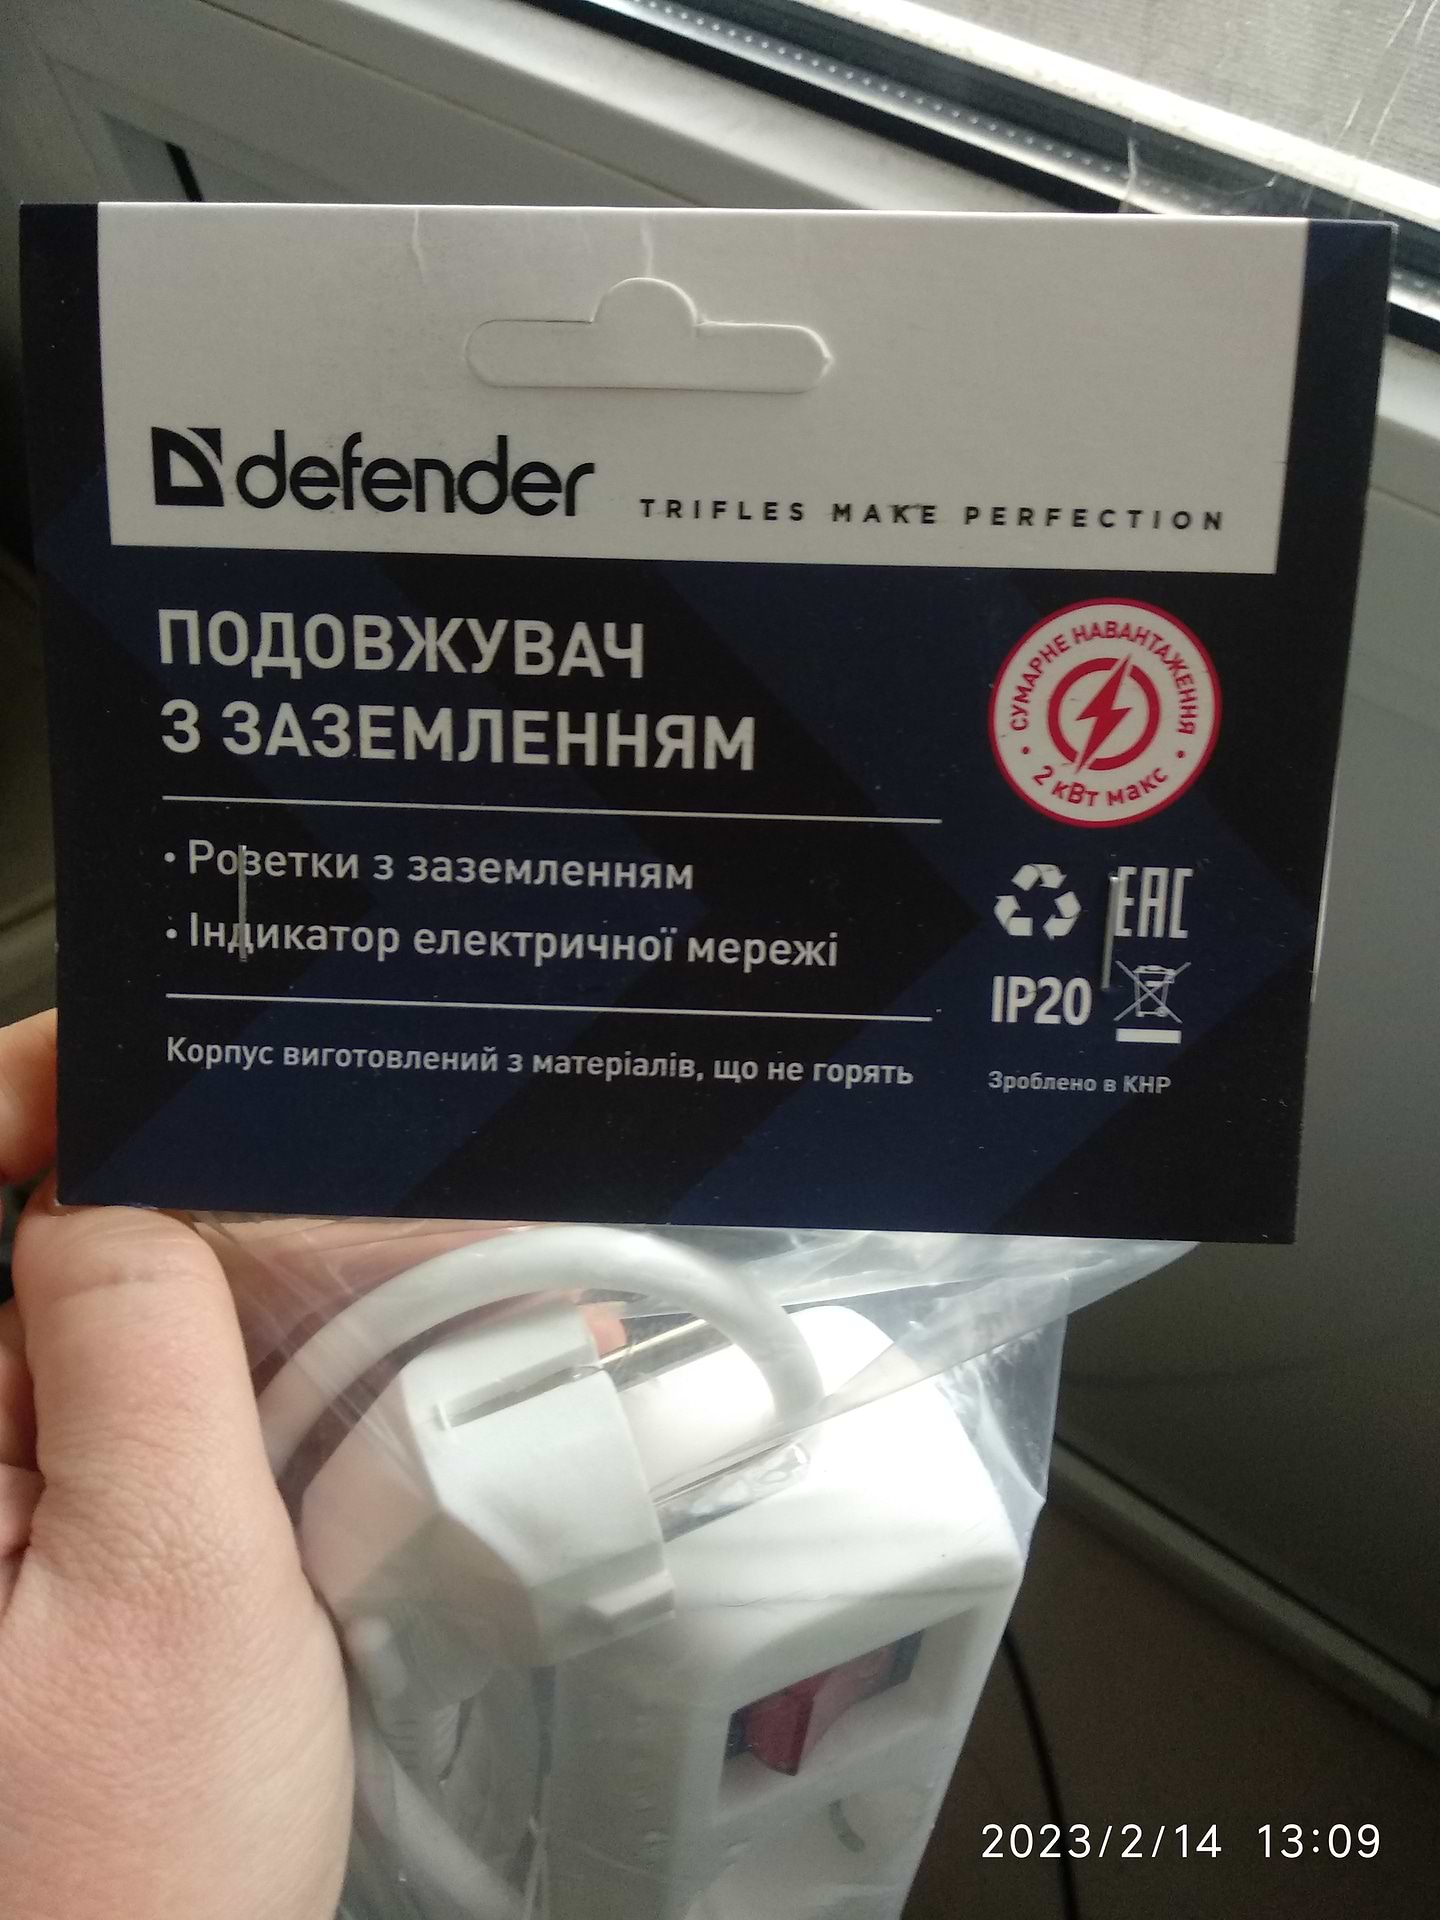 defender TRIFLES MAKE PERFECTION
ПОДОВЖУВАЧ
З ЗАЗЕМЛЕННЯМ
СУМАРНЕ НАВАНТАЖЕННЯ
2 кВт макс
• Розетки з заземленням
• Індикатор електричної мережі
EAC
IP20
Корпус виготовлений з матеріалів, що не горять
Зроблено в КНР
2023/2/14 13:09